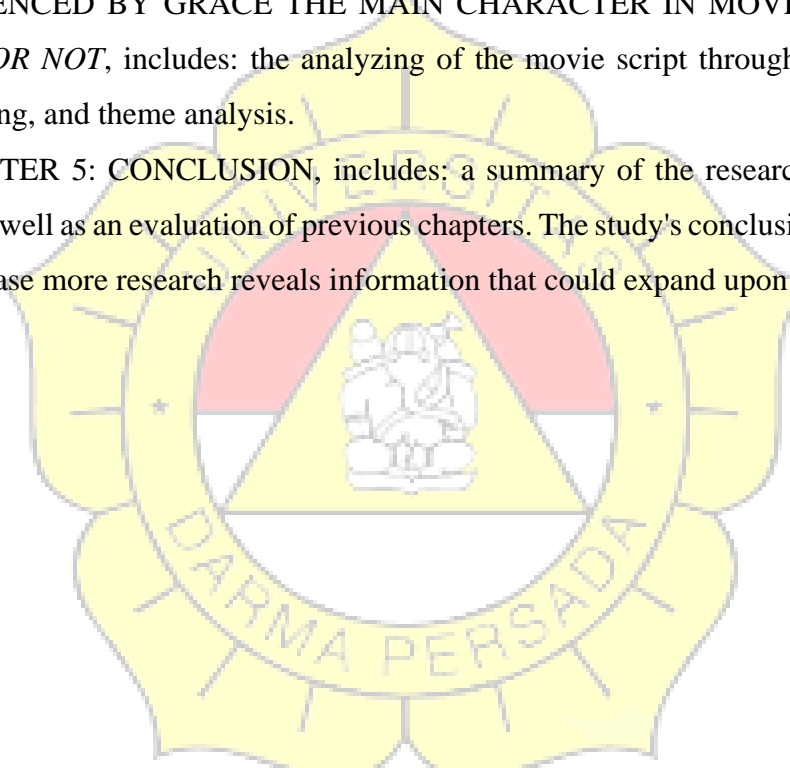 ENCED BY GRACE THE MAIN CHARACTER IN MOVI
OR NOT, includes: the analyzing of the movie script through
ng, and theme analysis.
TER 5: CONCLUSION, includes: a summary of the researc
well as an evaluation of previous chapters. The study's conclusi
ase more research reveals information that could expand upon
UNIVERSITAS
DARMA PERSADA